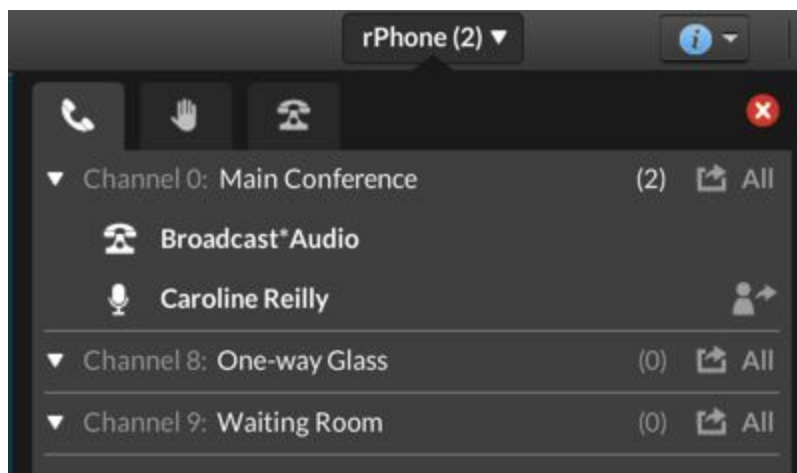 rPhone (2)
Channel 0: Main Conference (2) All
Broadcast*Audio
Caroline Reilly
Channel 8: One-way Glass (0) All
Channel 9: Waiting Room (0) All